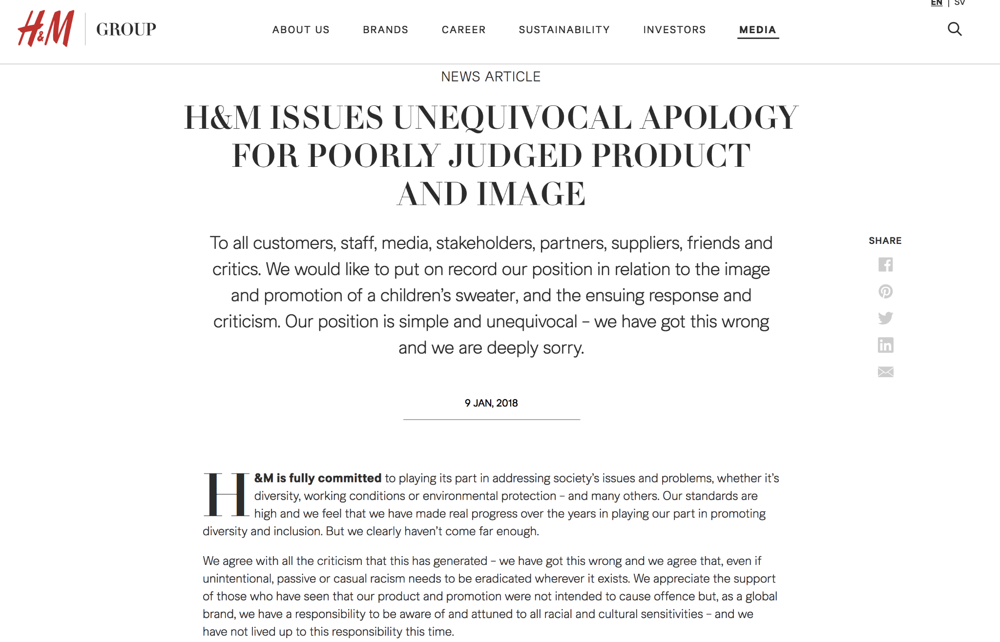 EN | SV
H&M GROUP
ABOUT US BRANDS CAREER SUSTAINABILITY INVESTORS MEDIA
NEWS ARTICLE
H&M ISSUES UNEQUIVOCAL APOLOGY
FOR POORLY JUDGED PRODUCT
AND IMAGE
To all customers, staff, media, stakeholders, partners, suppliers, friends and
critics. We would like to put on record our position in relation to the image
and promotion of a children’s sweater, and the ensuing response and
criticism. Our position is simple and unequivocal – we have got this wrong
and we are deeply sorry.
SHARE
9 JAN, 2018
H&M is fully committed to playing its part in addressing society’s issues and problems, whether it’s
diversity, working conditions or environmental protection – and many others. Our standards are
high and we feel that we have made real progress over the years in playing our part in promoting
diversity and inclusion. But we clearly haven’t come far enough.
We agree with all the criticism that this has generated – we have got this wrong and we agree that, even if
unintentional, passive or casual racism needs to be eradicated wherever it exists. We appreciate the support
of those who have seen that our product and promotion were not intended to cause offence but, as a global
brand, we have a responsibility to be aware of and attuned to all racial and cultural sensitivities – and we
have not lived up to this responsibility this time.